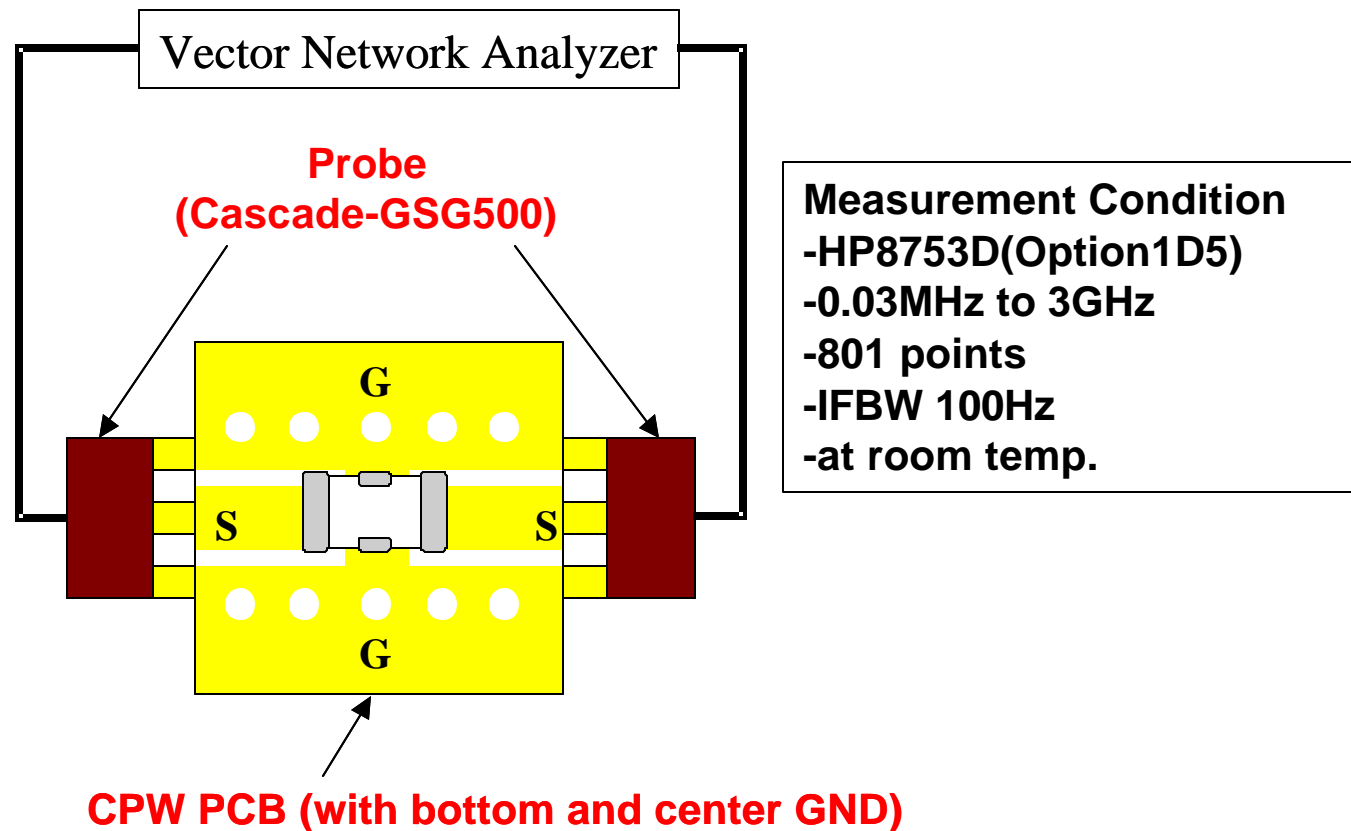 Vector Network Analyzer
Probe
(Cascade-GSG500)
Measurement Condition
-HP8753D(Option1D5)
-0.03MHz to 3GHz
-801 points
-IFBW 100Hz
-at room temp.
G
S
S
G
CPW PCB (with bottom and center GND)